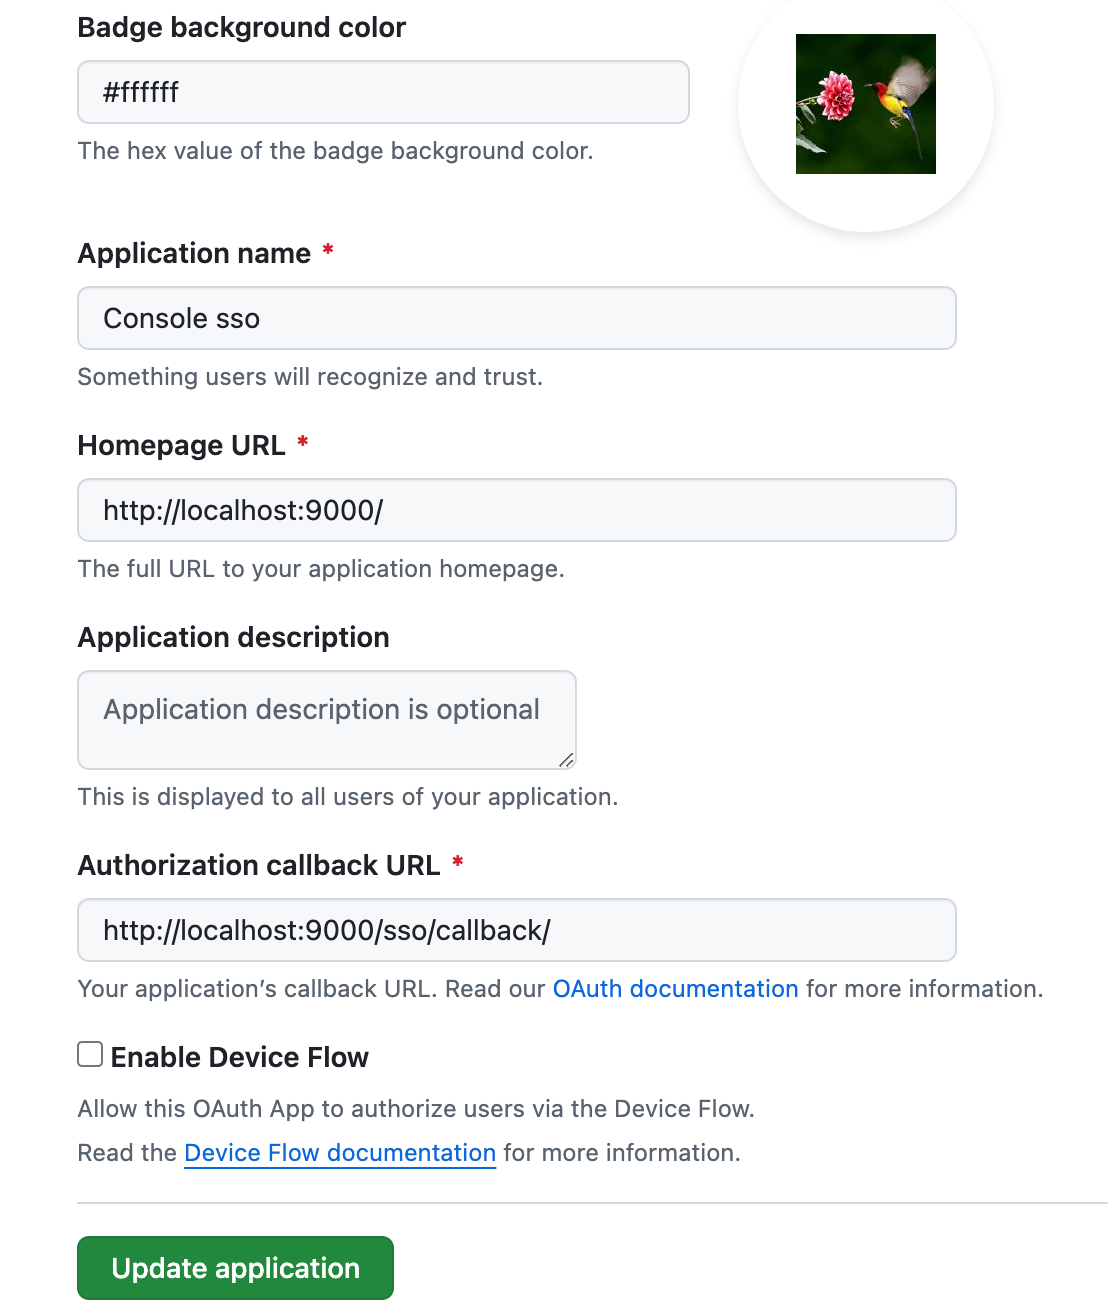 Badge background color
#ffffff
The hex value of the badge background color.
Application name *
Console sso
Something users will recognize and trust.
Homepage URL *
http://localhost:9000/
The full URL to your application homepage.
Application description
Application description is optional
This is displayed to all users of your application.
Authorization callback URL *
http://localhost:9000/sso/callback/
Your application’s callback URL. Read our OAuth documentation for more information.
Enable Device Flow
Allow this OAuth App to authorize users via the Device Flow.
Read the Device Flow documentation for more information.
Update application